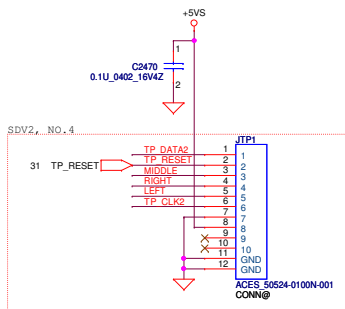 +5VS
1
C2470
0.1U_0402_16V4Z
2
SDV2, NO.4
JTP1
TP_DATA2 1 1
31 TP_RESET TP_RESET 2 2
MIDDLE 3 3
RIGHT 4 4
LEFT 5 5
TP_CLK2 6 6
7 7
8 8
9 9
10 10
11 GND
12 GND
ACES_50524-0100N-001
CONN@